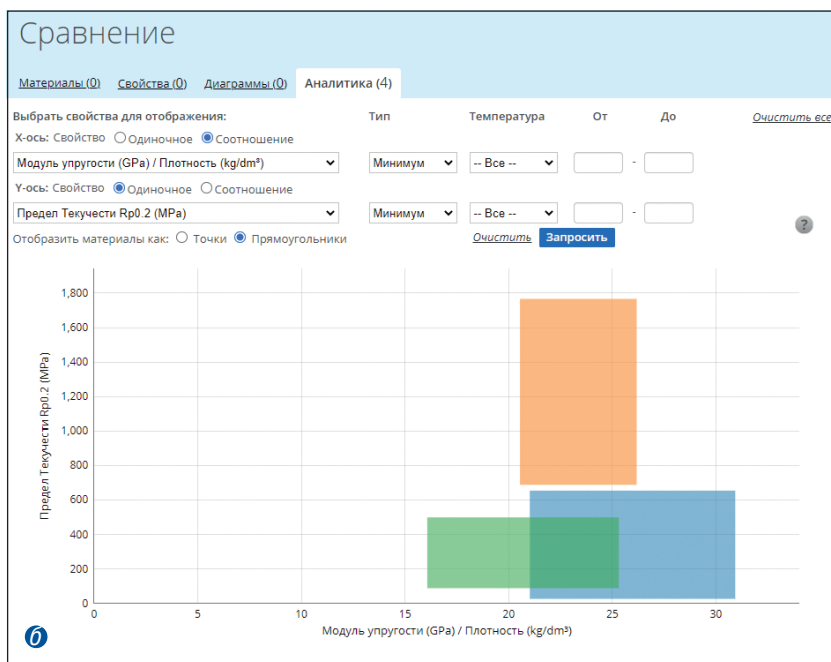 Сравнение
Материалы (0) Свойства (0) Диаграммы (0) Аналитика (4)
Выбрать свойства для отображения: Тип Температура От До Очистить все
X-ось: Свойство Одиночное Соотношение
Модуль упругости (GPa) / Плотность (kg/dm³) Минимум -- Все -- -
Y-ось: Свойство Одиночное Соотношение
Предел Текучести Rp0.2 (MPa) Минимум -- Все -- -
Отобразить материалы как: Точки Прямоугольники Очистить Запросить ?
Предел Текучести Rp0.2 (MPa)
1,800
1,600
1,400
1,200
1,000
800
600
400
200
0
0 5 10 15 20 25 30
Модуль упругости (GPa) / Плотность (kg/dm³)
б